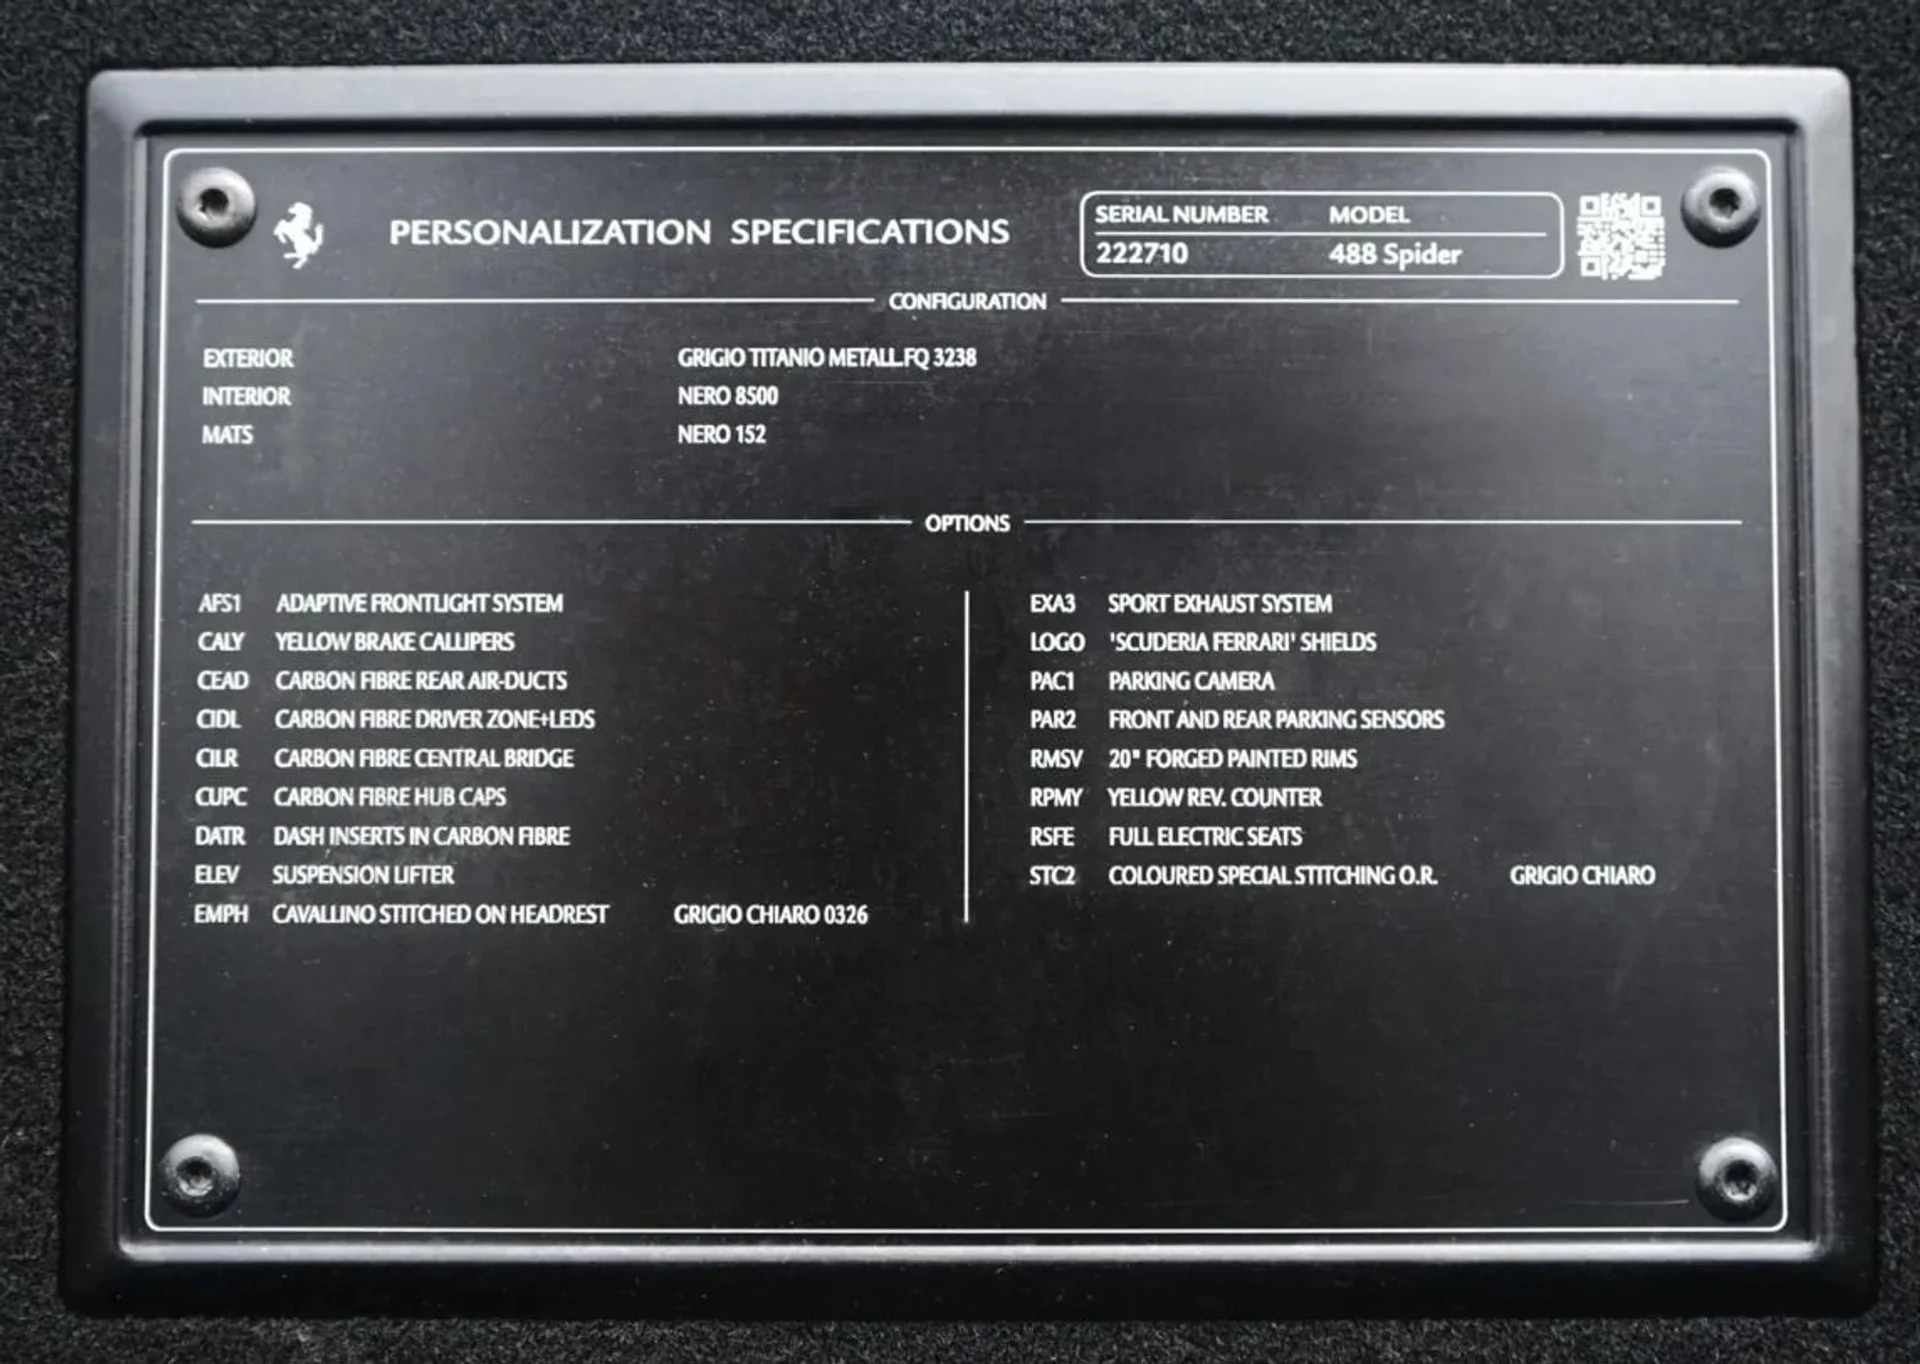 PERSONALIZATION SPECIFICATIONS
SERIAL NUMBER MODEL
222710 488 Spider
CONFIGURATION
EXTERIOR GRIGIO TITANIO METALL.FQ 3238
INTERIOR NERO 8500
MATS NERO 152
OPTIONS
AFS1 ADAPTIVE FRONTLIGHT SYSTEM
CALY YELLOW BRAKE CALLIPERS
CEAD CARBON FIBRE REAR AIR-DUCTS
CIDL CARBON FIBRE DRIVER ZONE+LEDS
CILR CARBON FIBRE CENTRAL BRIDGE
CUPC CARBON FIBRE HUB CAPS
DATR DASH INSERTS IN CARBON FIBRE
ELEV SUSPENSION LIFTER
EMPH CAVALLINO STITCHED ON HEADREST GRIGIO CHIARO 0326
EXA3 SPORT EXHAUST SYSTEM
LOGO 'SCUDERIA FERRARI' SHIELDS
PAC1 PARKING CAMERA
PAR2 FRONT AND REAR PARKING SENSORS
RMSV 20" FORGED PAINTED RIMS
RPMY YELLOW REV. COUNTER
RSFE FULL ELECTRIC SEATS
STC2 COLOURED SPECIAL STITCHING O.R. GRIGIO CHIARO